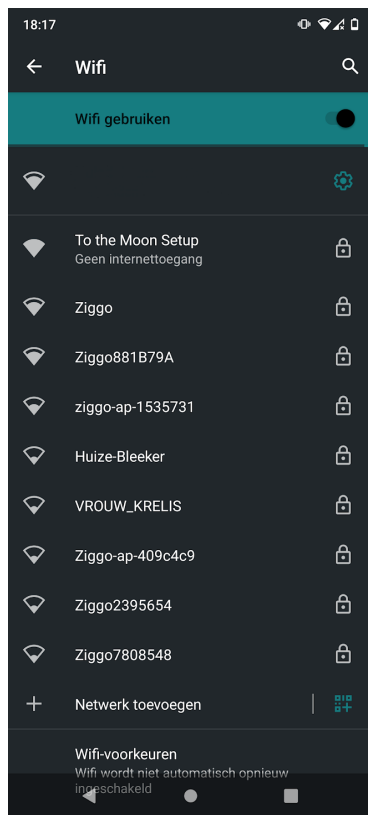 18:17
Wifi
Wifi gebruiken
To the Moon Setup
Geen internettoegang
Ziggo
Ziggo881B79A
ziggo-ap-1535731
Huize-Bleeker
VROUW_KRELIS
Ziggo-ap-409c4c9
Ziggo2395654
Ziggo7808548
Netwerk toevoegen
Wifi-voorkeuren
Wifi wordt niet automatisch opnieuw
ingeschakeld